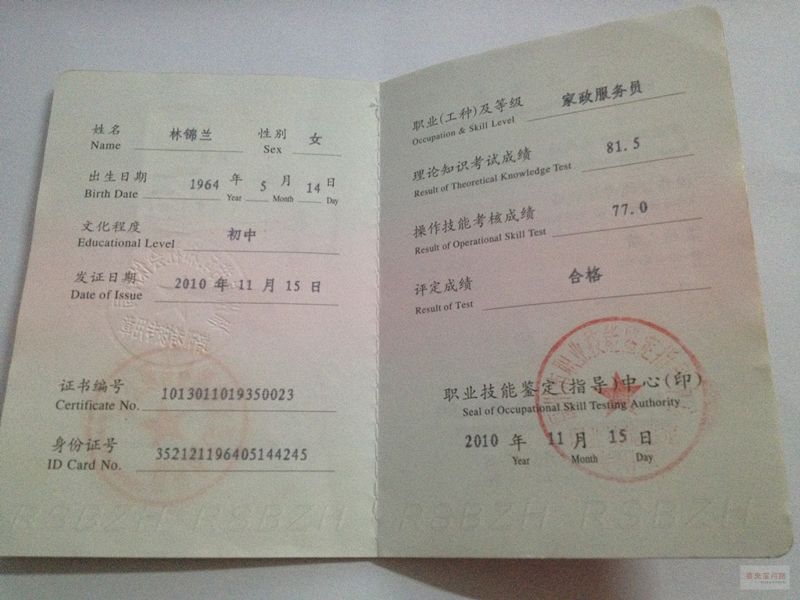 姓名 林锦兰 性别 女
Name Sex
出生日期 1964 年 5 月 14 日
Birth Date Year Month Day
文化程度 初中
Educational Level
发证日期 2010 年 11 月 15 日
Date of Issue
证书编号 1013011019350023
Certificate No.
身份证号 352121196405144245
ID Card No.
RSBZH RSBZH
职业(工种)及等级 家政服务员
Occupation & Skill Level
理论知识考试成绩 81.5
Result of Theoretical Knowledge Test
操作技能考核成绩 77.0
Result of Operational Skill Test
评定成绩 合格
Result of Test
职业技能鉴定(指导)中心(印)
Seal of Occupational Skill Testing Authority
2010 年 11 月 15 日
Year Month Day
RSBZH RSBZH